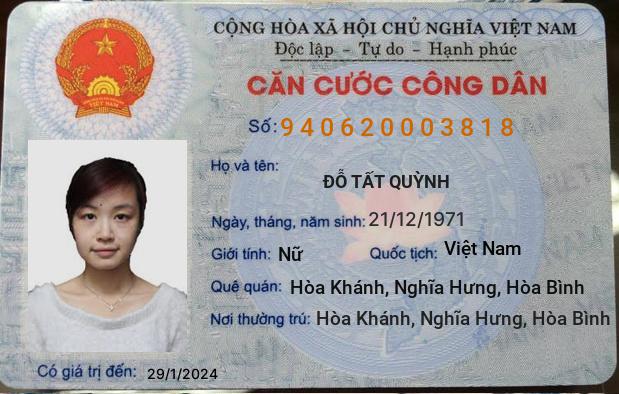 CỘNG HÒA XÃ HỘI CHỦ NGHĨA VIỆT NAM
Độc lập - Tự do - Hạnh phúc
CĂN CƯỚC CÔNG DÂN
Số: 940620003818
Họ và tên:
ĐỖ TẤT QUỲNH
Ngày, tháng, năm sinh: 21/12/1971
Giới tính: Nữ Quốc tịch: Việt Nam
Quê quán: Hòa Khánh, Nghĩa Hưng, Hòa Bình
Nơi thường trú: Hòa Khánh, Nghĩa Hưng, Hòa Bình
Có giá trị đến: 29/1/2024
VIỆT NAM